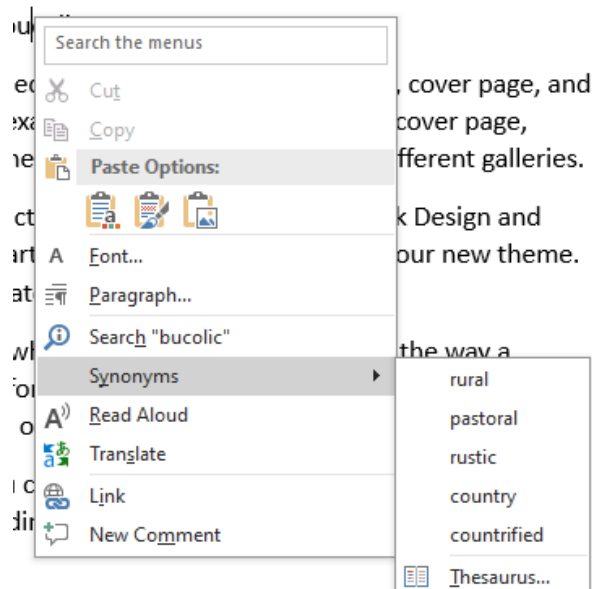 Search the menus
, cover page, and
Cut
cover page,
Copy
fferent galleries.
Paste Options:
k Design and
our new theme.
A Font...
Paragraph...
Search "bucolic"
the way a
Synonyms
rural
Read Aloud
pastoral
Translate
rustic
Link
country
New Comment
countrified
Thesaurus...